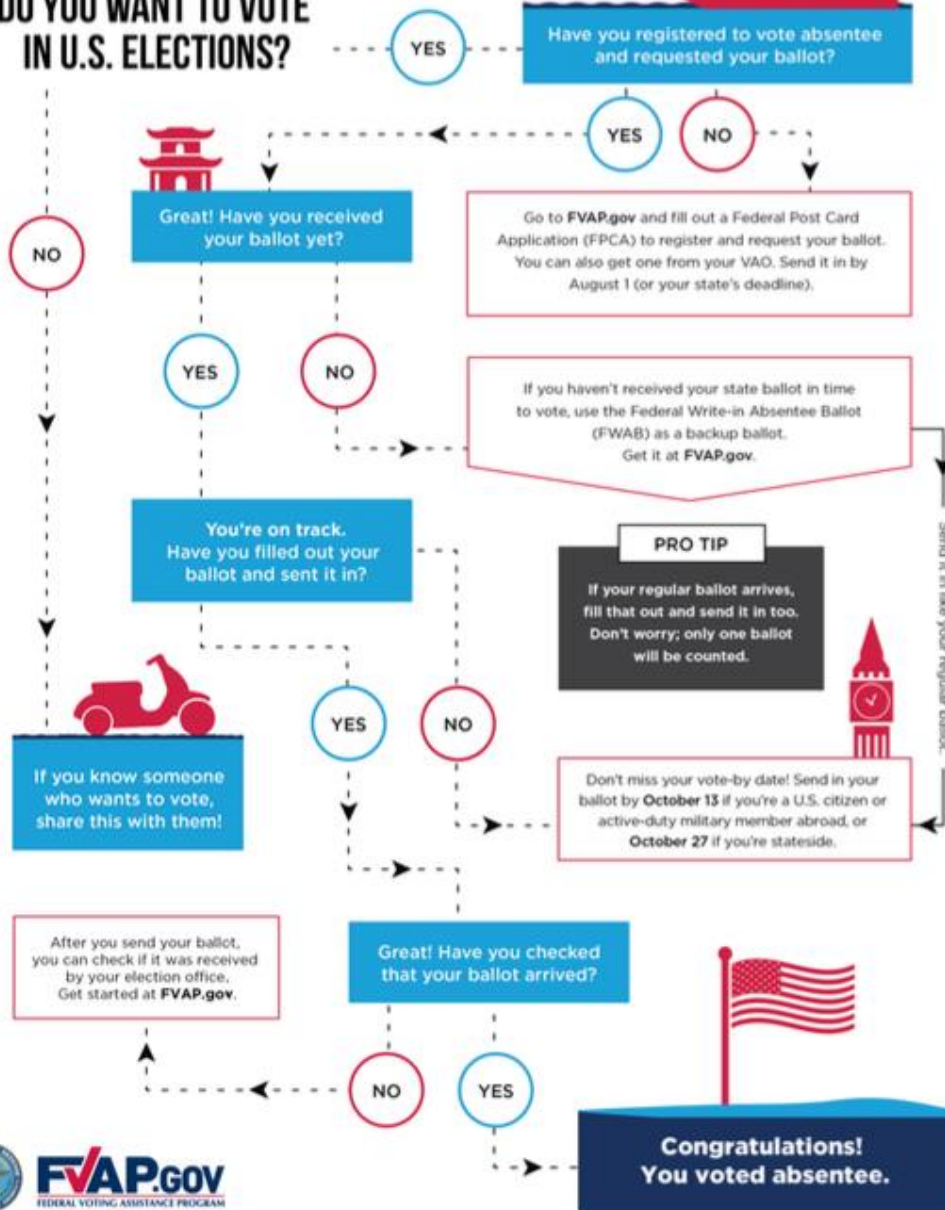 DO YOU WANT TO VOTE
IN U.S. ELECTIONS?
YES
Have you registered to vote absentee
and requested your ballot?
YES
NO
Go to FVAP.gov and fill out a Federal Post Card
Application (FPCA) to register and request your ballot.
You can also get one from your VAO. Send it in by
August 1 (or your state's deadline).
Great! Have you received
your ballot yet?
NO
YES
NO
If you haven't received your state ballot in time
to vote, use the Federal Write-in Absentee Ballot
(FWAB) as a backup ballot.
Get it at FVAP.gov.
Send it in like your regular ballot.
You're on track.
Have you filled out your
ballot and sent it in?
PRO TIP
If your regular ballot arrives,
fill that out and send it in too.
Don't worry; only one ballot
will be counted.
YES
NO
If you know someone
who wants to vote,
share this with them!
Don't miss your vote-by date! Send in your
ballot by October 13 if you're a U.S. citizen or
active-duty military member abroad, or
October 27 if you're stateside.
After you send your ballot,
you can check if it was received
by your election office.
Get started at FVAP.gov.
Great! Have you checked
that your ballot arrived?
NO
YES
Congratulations!
You voted absentee.
FVAP.GOV
FEDERAL VOTING ASSISTANCE PROGRAM